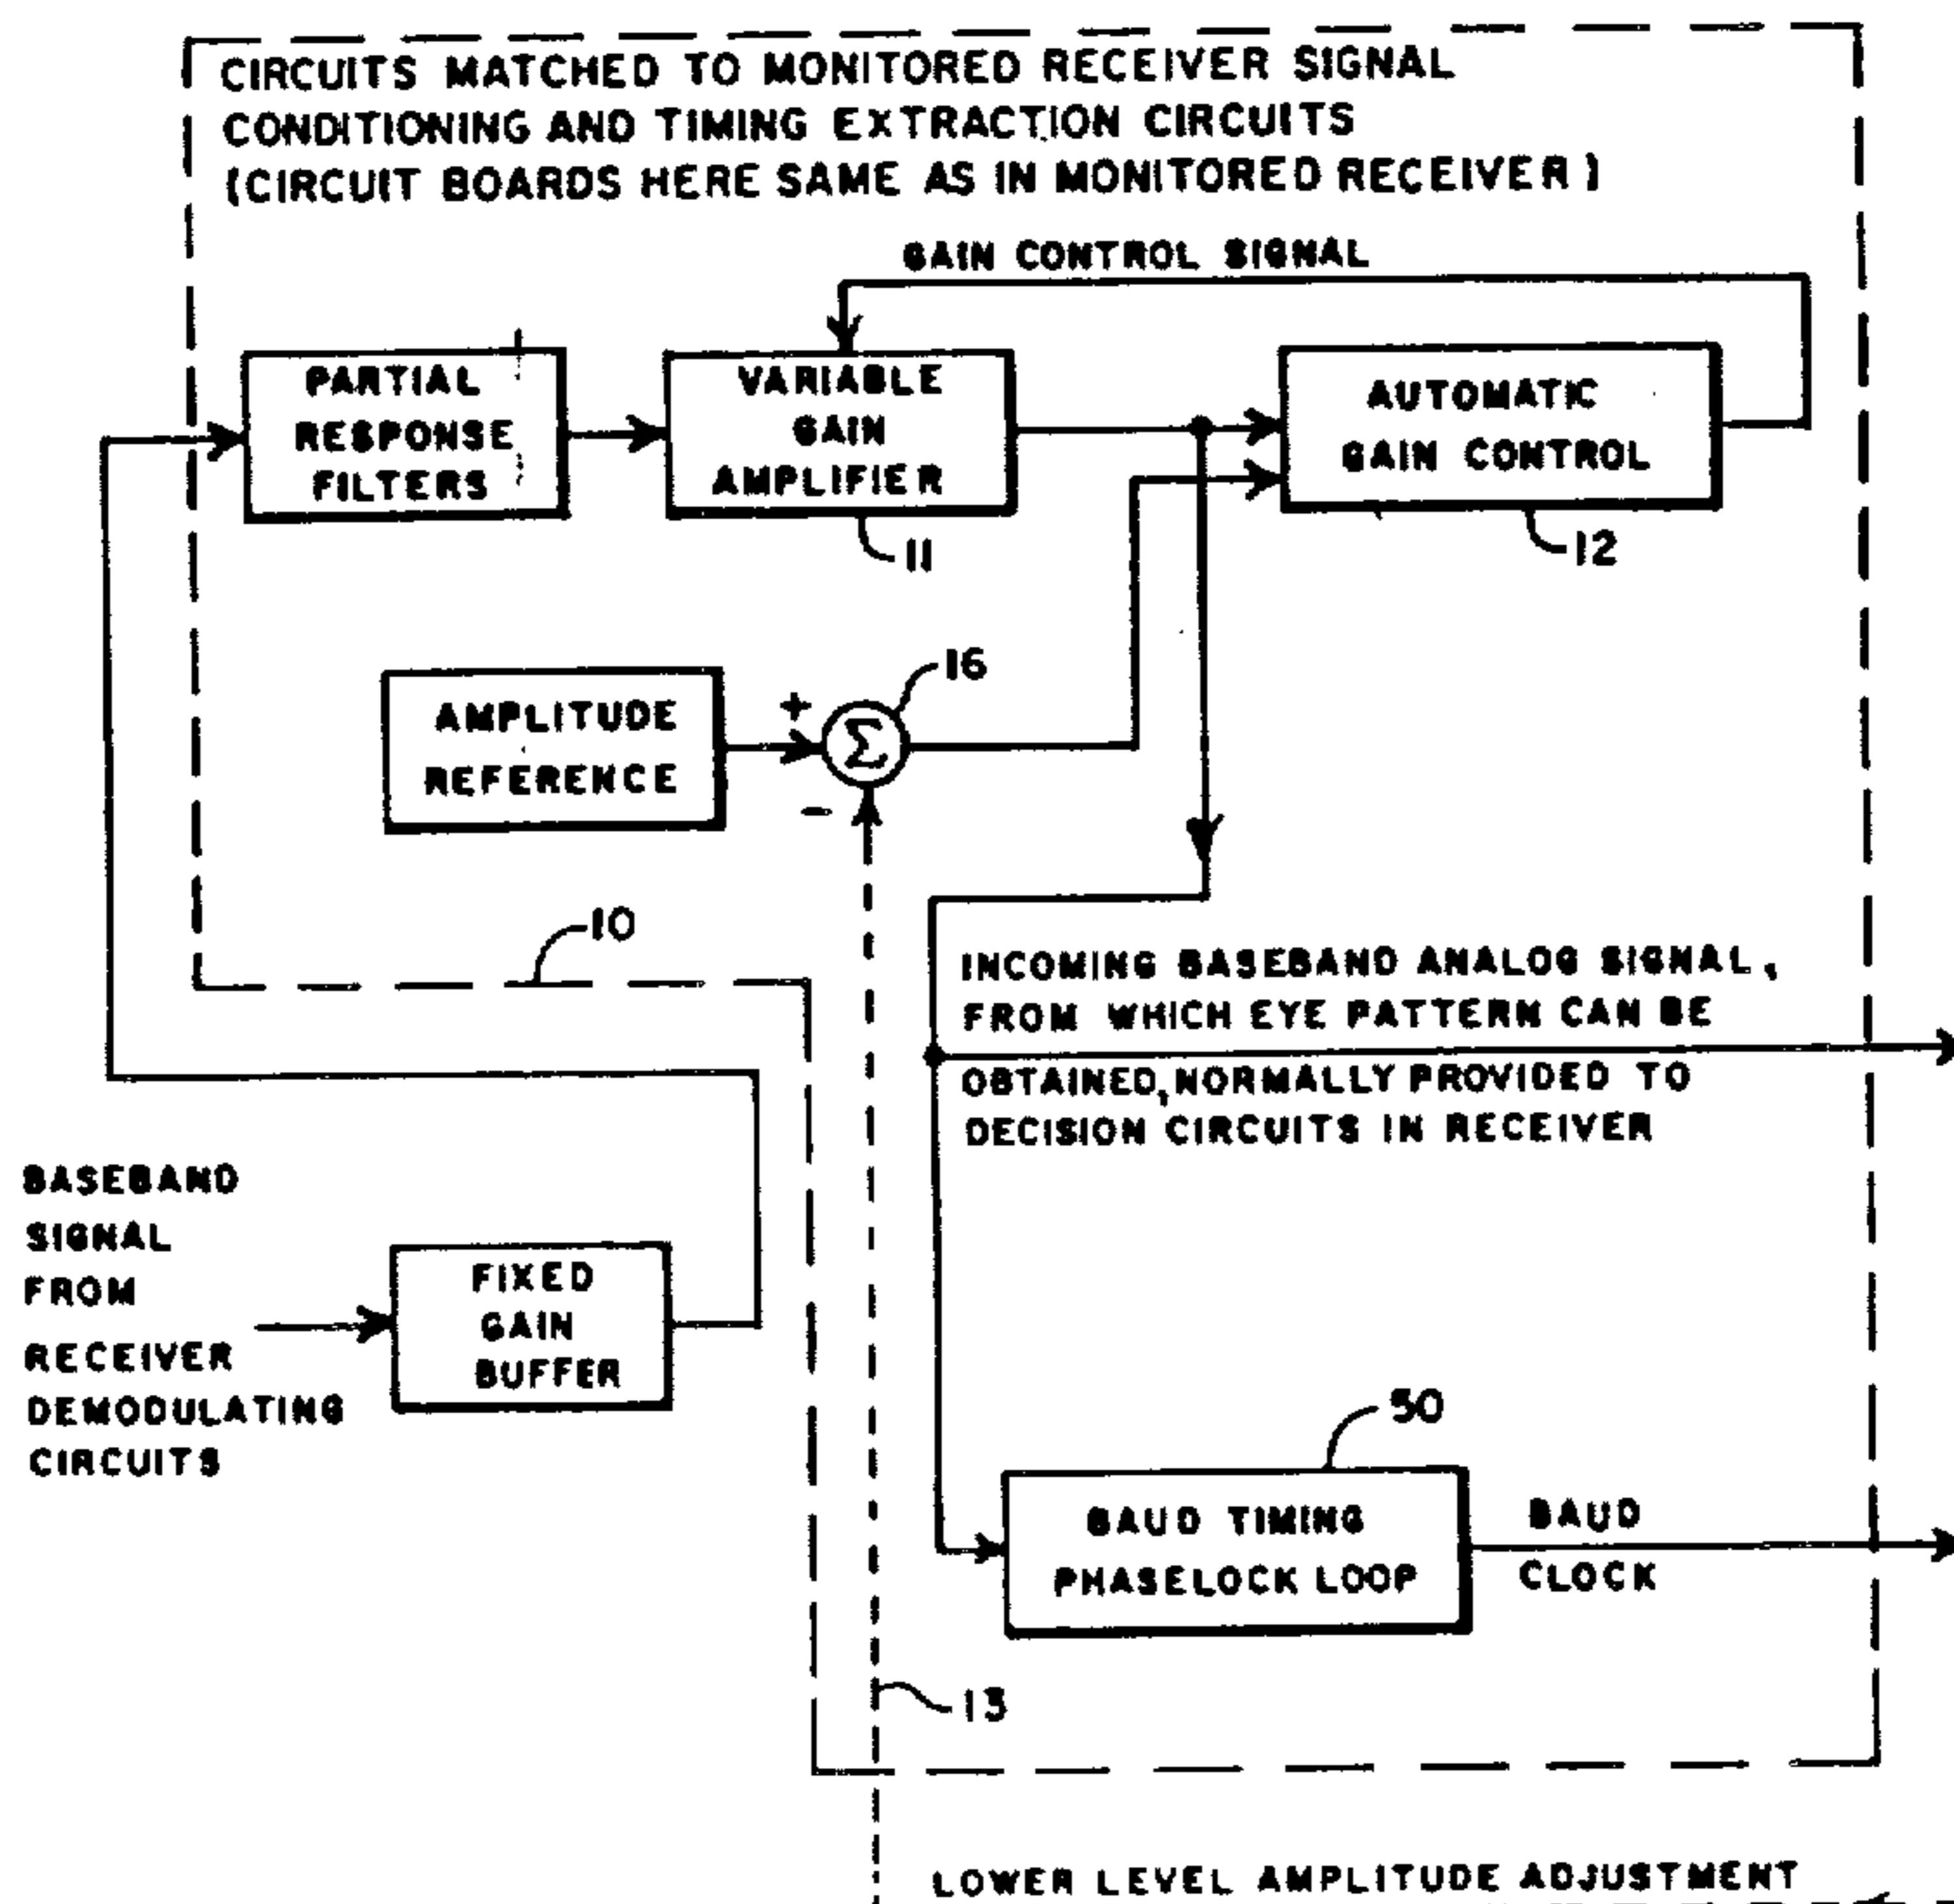 CIRCUITS MATCHED TO MONITORED RECEIVER SIGNAL
CONDITIONING AND TIMING EXTRACTION CIRCUITS
(CIRCUIT BOARDS HERE SAME AS IN MONITORED RECEIVER)
GAIN CONTROL SIGNAL
PARTIAL
RESPONSE
FILTERS
VARIABLE
GAIN
AMPLIFIER
11
AUTOMATIC
GAIN CONTROL
12
AMPLITUDE
REFERENCE
+
Σ
-
16
10
INCOMING BASEBAND ANALOG SIGNAL,
FROM WHICH EYE PATTERN CAN BE
OBTAINED, NORMALLY PROVIDED TO
DECISION CIRCUITS IN RECEIVER
BASEBAND
SIGNAL
FROM
RECEIVER
DEMODULATING
CIRCUITS
FIXED
GAIN
BUFFER
50
BAUD TIMING
PHASELOCK LOOP
BAUD
CLOCK
13
LOWER LEVEL AMPLITUDE ADJUSTMENT